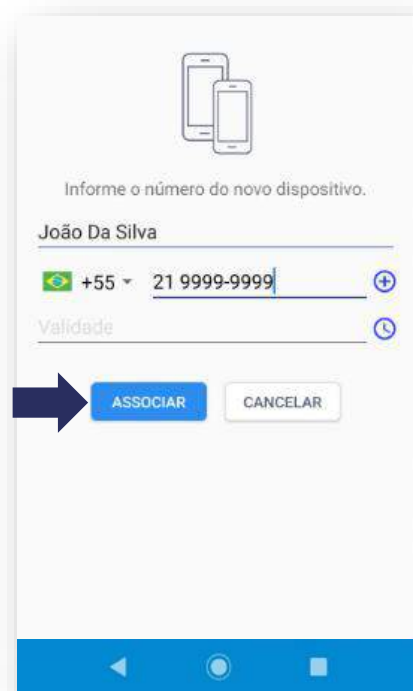 Informe o número do novo dispositivo.
João Da Silva
+55 21 9999-9999
Validade
ASSOCIAR CANCELAR